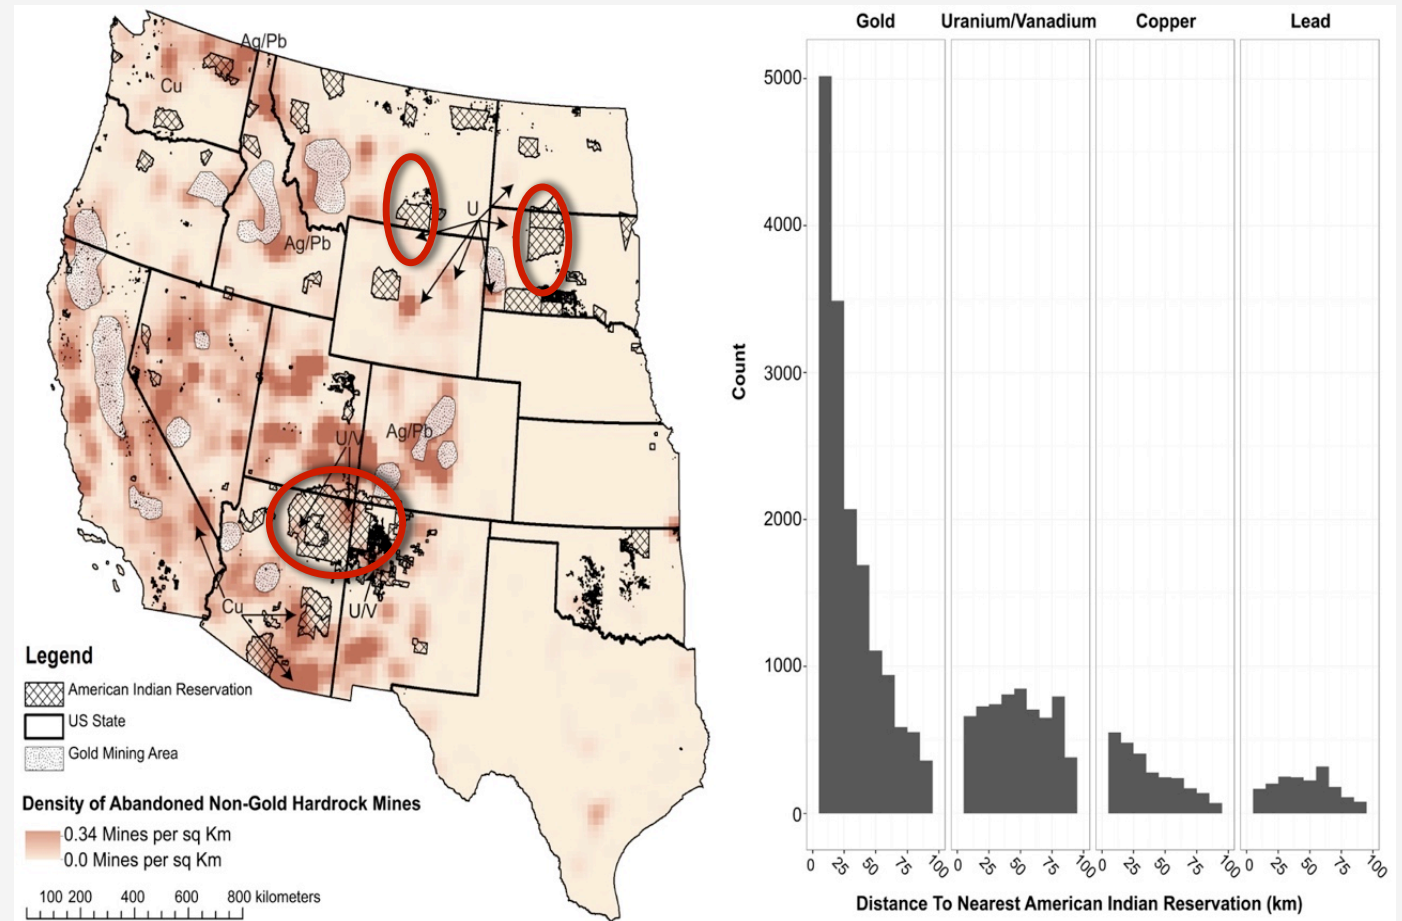 Ag/Pb
Cu
U
Ag/Pb
U/V
Ag/Pb
Cu
U/V
Legend
American Indian Reservation
US State
Gold Mining Area
Density of Abandoned Non-Gold Hardrock Mines
0.34 Mines per sq Km
0.0 Mines per sq Km
100 200 400 600 800 kilometers
Gold Uranium/Vanadium Copper Lead
Count
5000
4000
3000
2000
1000
0
0 25 50 75 100 0 25 50 75 100 0 25 50 75 100 0 25 50 75 100
Distance To Nearest American Indian Reservation (km)